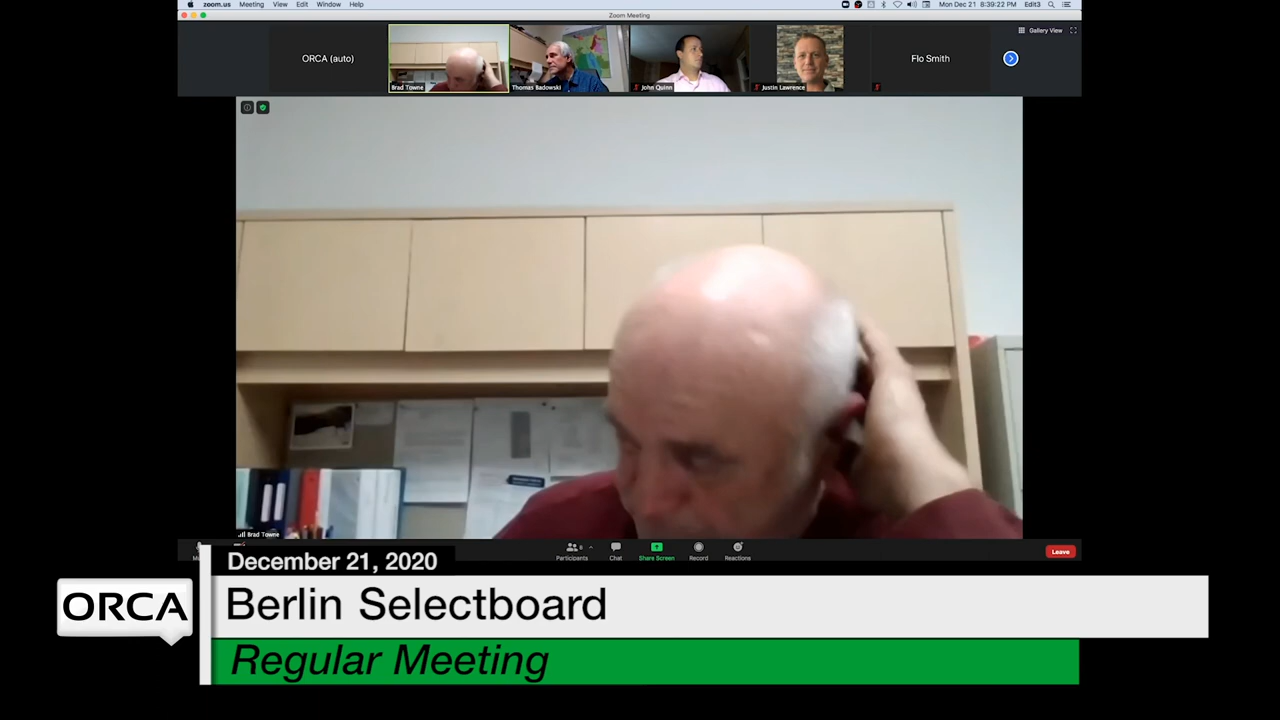 zoom.us Meeting View Edit Window Help
Mon Dec 21 8:39:22 PM Edit3
Zoom Meeting
Gallery View
ORCA (auto)
Flo Smith
Brad Towne
Thomas Badowski
John Quinn
Justin Lawrence
Brad Towne
Participants 8
Chat
Share Screen
Record
Reactions
Leave
December 21, 2020
ORCA
Berlin Selectboard
Regular Meeting